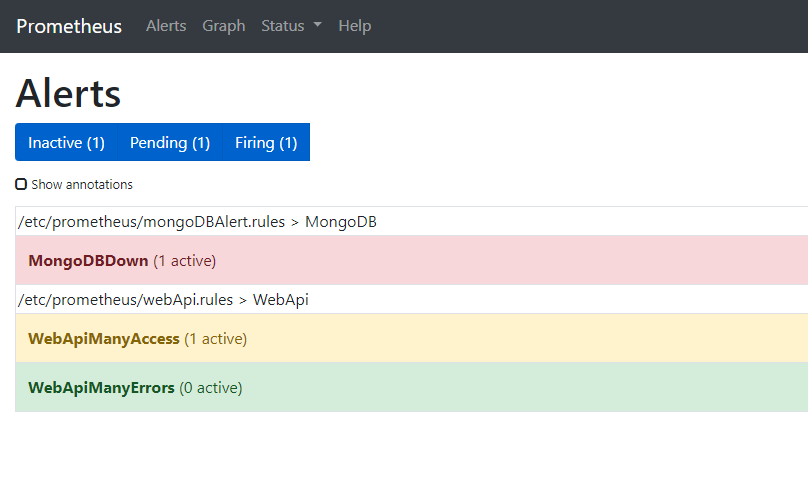 Prometheus Alerts Graph Status Help
Alerts
Inactive (1) Pending (1) Firing (1)
Show annotations
/etc/prometheus/mongoDBAlert.rules > MongoDB
MongoDBDown (1 active)
/etc/prometheus/webApi.rules > WebApi
WebApiManyAccess (1 active)
WebApiManyErrors (0 active)